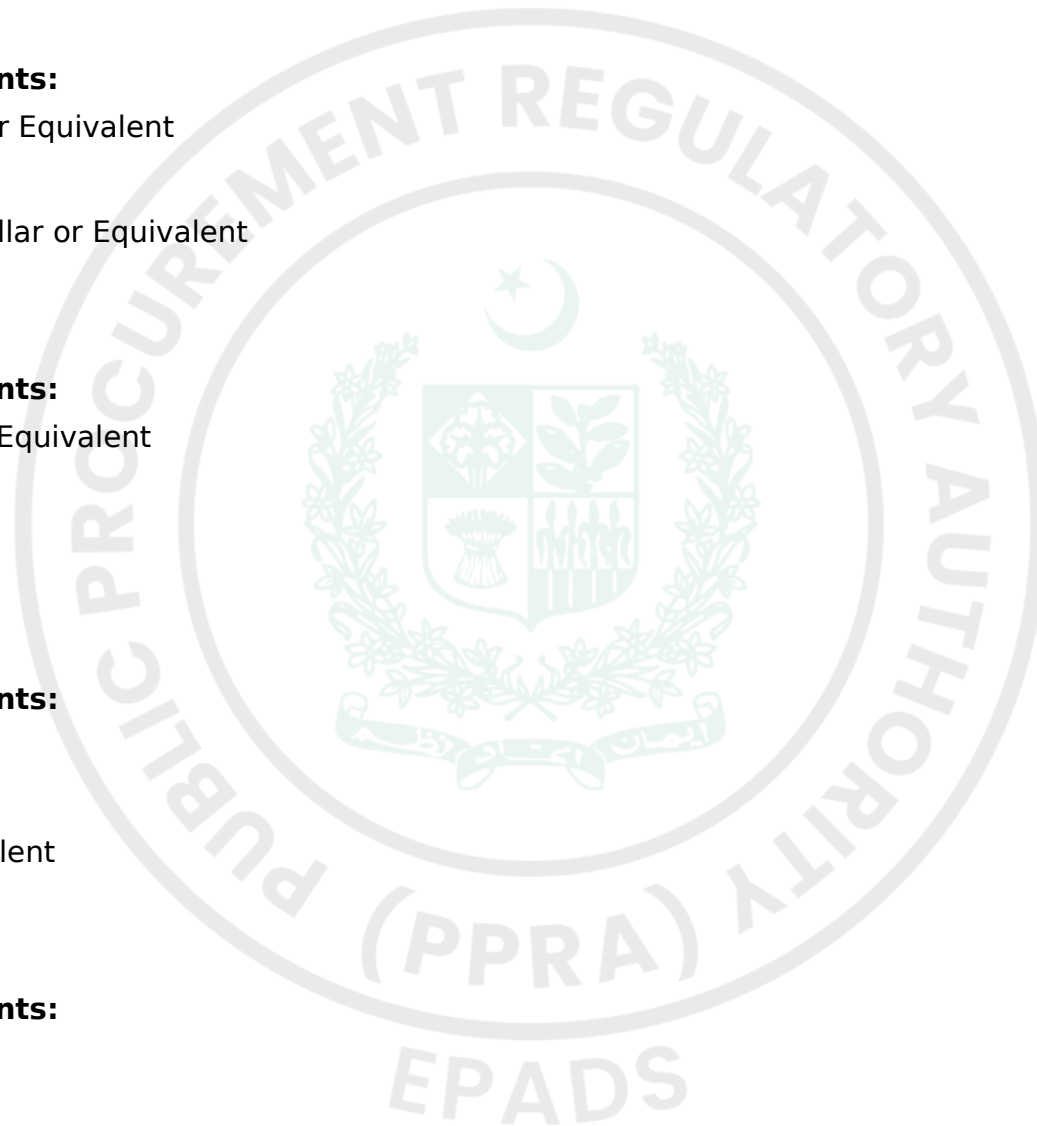 nts:
r Equivalent
llar or Equivalent
nts:
Equivalent
nts:
lent
nts:
PUBLIC PROCUREMENT REGULATORY AUTHORITY
(PPRA)
EPADS